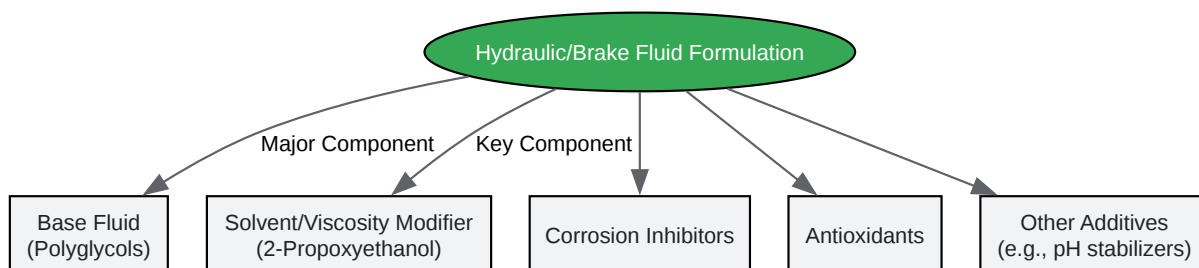 Hydraulic/Brake Fluid Formulation
Major Component
Key Component
Base Fluid
(Polyglycols)
Solvent/Viscosity Modifier
(2-Propoxyethanol)
Corrosion Inhibitors
Antioxidants
Other Additives
(e.g., pH stabilizers)